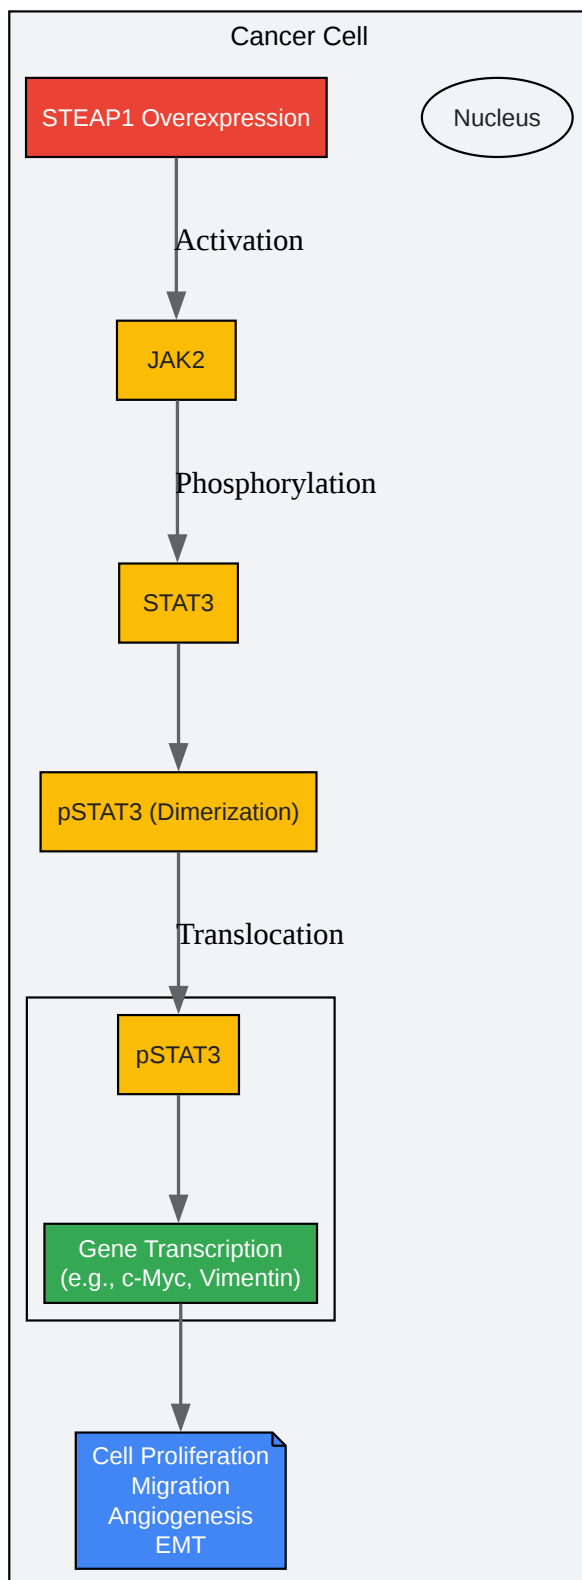 Cancer Cell
STEAP1 Overexpression
Nucleus
Activation
JAK2
Phosphorylation
STAT3
pSTAT3 (Dimerization)
Translocation
pSTAT3
Gene Transcription
(e.g., c-Myc, Vimentin)
Cell Proliferation
Migration
Angiogenesis
EMT